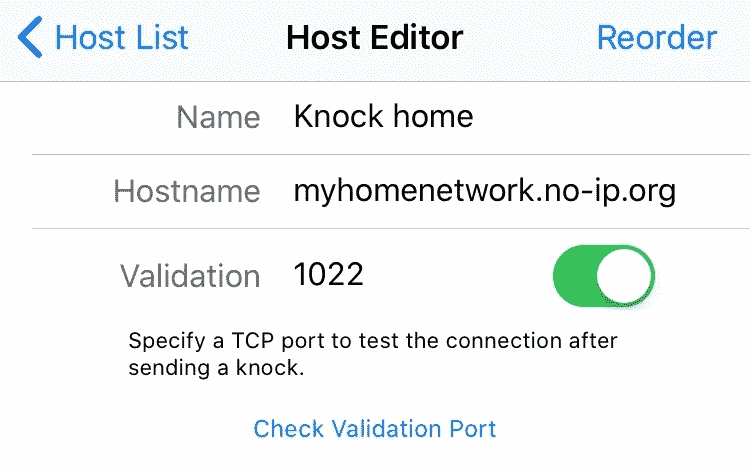 Host List Host Editor Reorder
Name Knock home
Hostname myhomenetwork.no-ip.org
Validation 1022
Specify a TCP port to test the connection after
sending a knock.
Check Validation Port